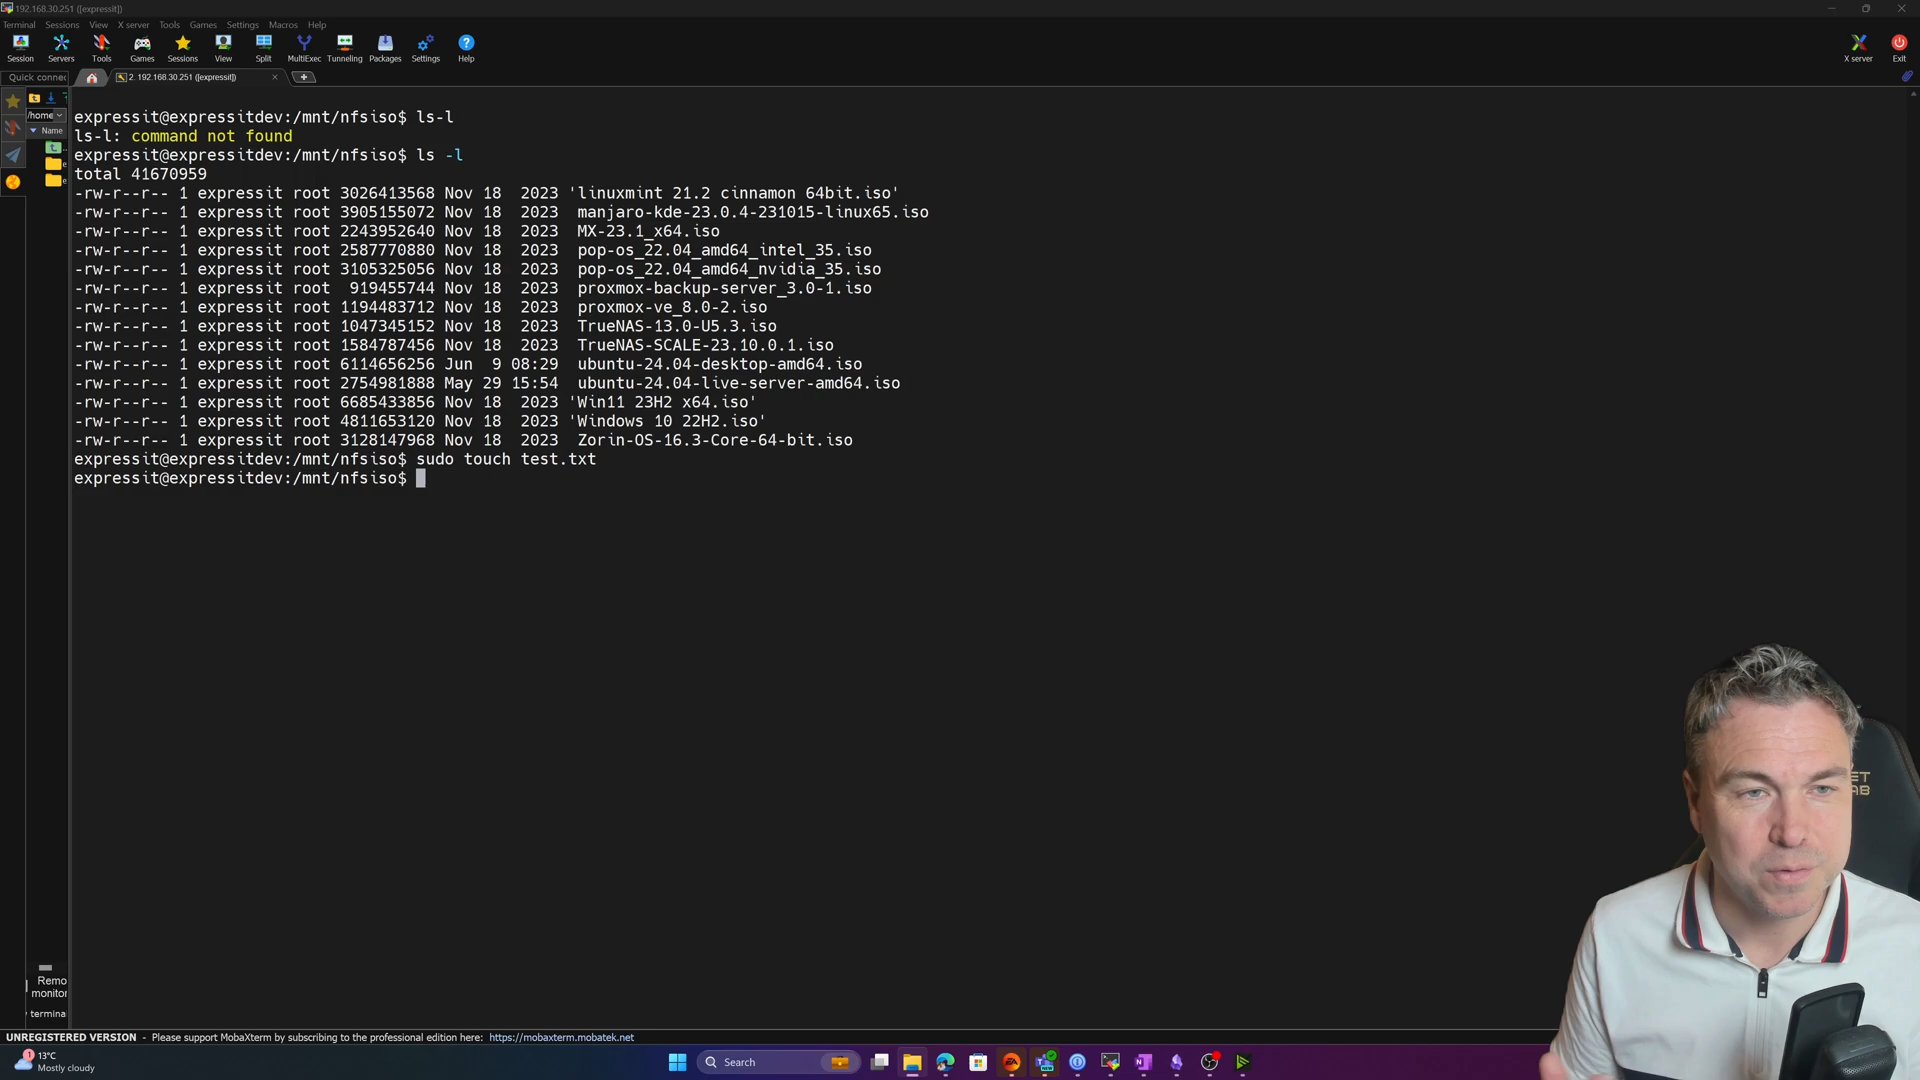 192.168.30.251 ([expressit])
Terminal Sessions View X server Tools Games Settings Macros Help
Session Servers Tools Games Sessions View Split MultiExec Tunneling Packages Settings Help X server Exit
Quick connec
2. 192.168.30.251 ([expressit])
/home
Name
expressit@expressitdev:/mnt/nfsiso$ ls-l
ls-l: command not found
expressit@expressitdev:/mnt/nfsiso$ ls -l
total 41670959
-rw-r--r-- 1 expressit root 3026413568 Nov 18 2023 'linuxmint 21.2 cinnamon 64bit.iso'
-rw-r--r-- 1 expressit root 3905155072 Nov 18 2023 manjaro-kde-23.0.4-231015-linux65.iso
-rw-r--r-- 1 expressit root 2243952640 Nov 18 2023 MX-23.1_x64.iso
-rw-r--r-- 1 expressit root 2587770880 Nov 18 2023 pop-os_22.04_amd64_intel_35.iso
-rw-r--r-- 1 expressit root 3105325056 Nov 18 2023 pop-os_22.04_amd64_nvidia_35.iso
-rw-r--r-- 1 expressit root 919455744 Nov 18 2023 proxmox-backup-server_3.0-1.iso
-rw-r--r-- 1 expressit root 1194483712 Nov 18 2023 proxmox-ve_8.0-2.iso
-rw-r--r-- 1 expressit root 1047345152 Nov 18 2023 TrueNAS-13.0-U5.3.iso
-rw-r--r-- 1 expressit root 1584787456 Nov 18 2023 TrueNAS-SCALE-23.10.0.1.iso
-rw-r--r-- 1 expressit root 6114656256 Jun 9 08:29 ubuntu-24.04-desktop-amd64.iso
-rw-r--r-- 1 expressit root 2754981888 May 29 15:54 ubuntu-24.04-live-server-amd64.iso
-rw-r--r-- 1 expressit root 6685433856 Nov 18 2023 'Win11 23H2 x64.iso'
-rw-r--r-- 1 expressit root 4811653120 Nov 18 2023 'Windows 10 22H2.iso'
-rw-r--r-- 1 expressit root 3128147968 Nov 18 2023 Zorin-OS-16.3-Core-64-bit.iso
expressit@expressitdev:/mnt/nfsiso$ sudo touch test.txt
expressit@expressitdev:/mnt/nfsiso$
Remo
monitor
terminal
UNREGISTERED VERSION - Please support MobaXterm by subscribing to the professional edition here: https://mobaxterm.mobatek.net
1
13°C
Mostly cloudy
Search